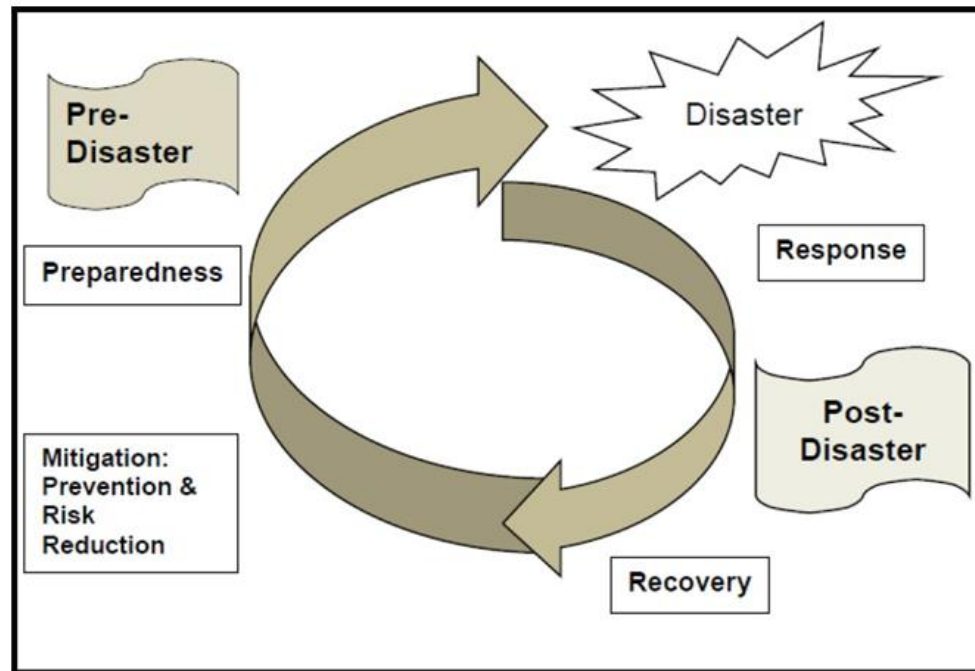 Pre-
Disaster
Disaster
Preparedness
Response
Post-
Disaster
Mitigation:
Prevention &
Risk
Reduction
Recovery